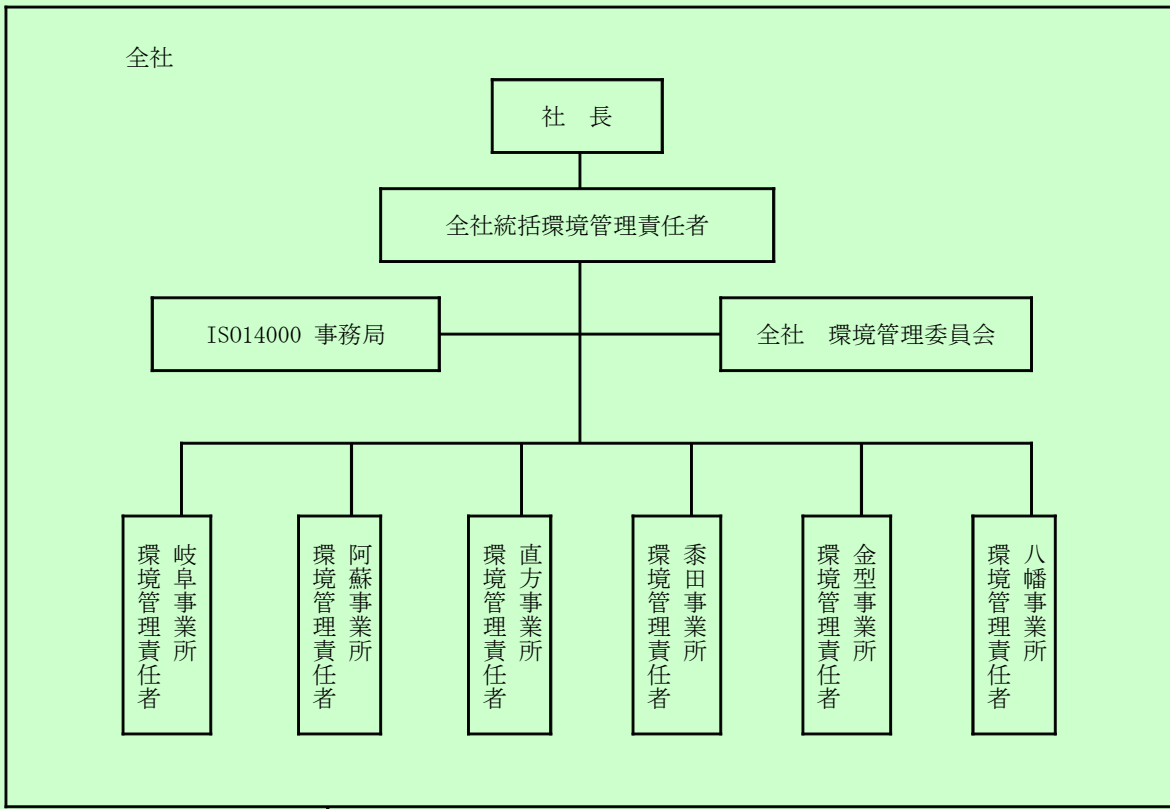 全社
社　長
全社統括環境管理責任者
ISO14000 事務局
全社　環境管理委員会
岐阜事業所
環境管理責任者
阿蘇事業所
環境管理責任者
直方事業所
環境管理責任者
黍田事業所
環境管理責任者
金型事業所
環境管理責任者
八幡事業所
環境管理責任者